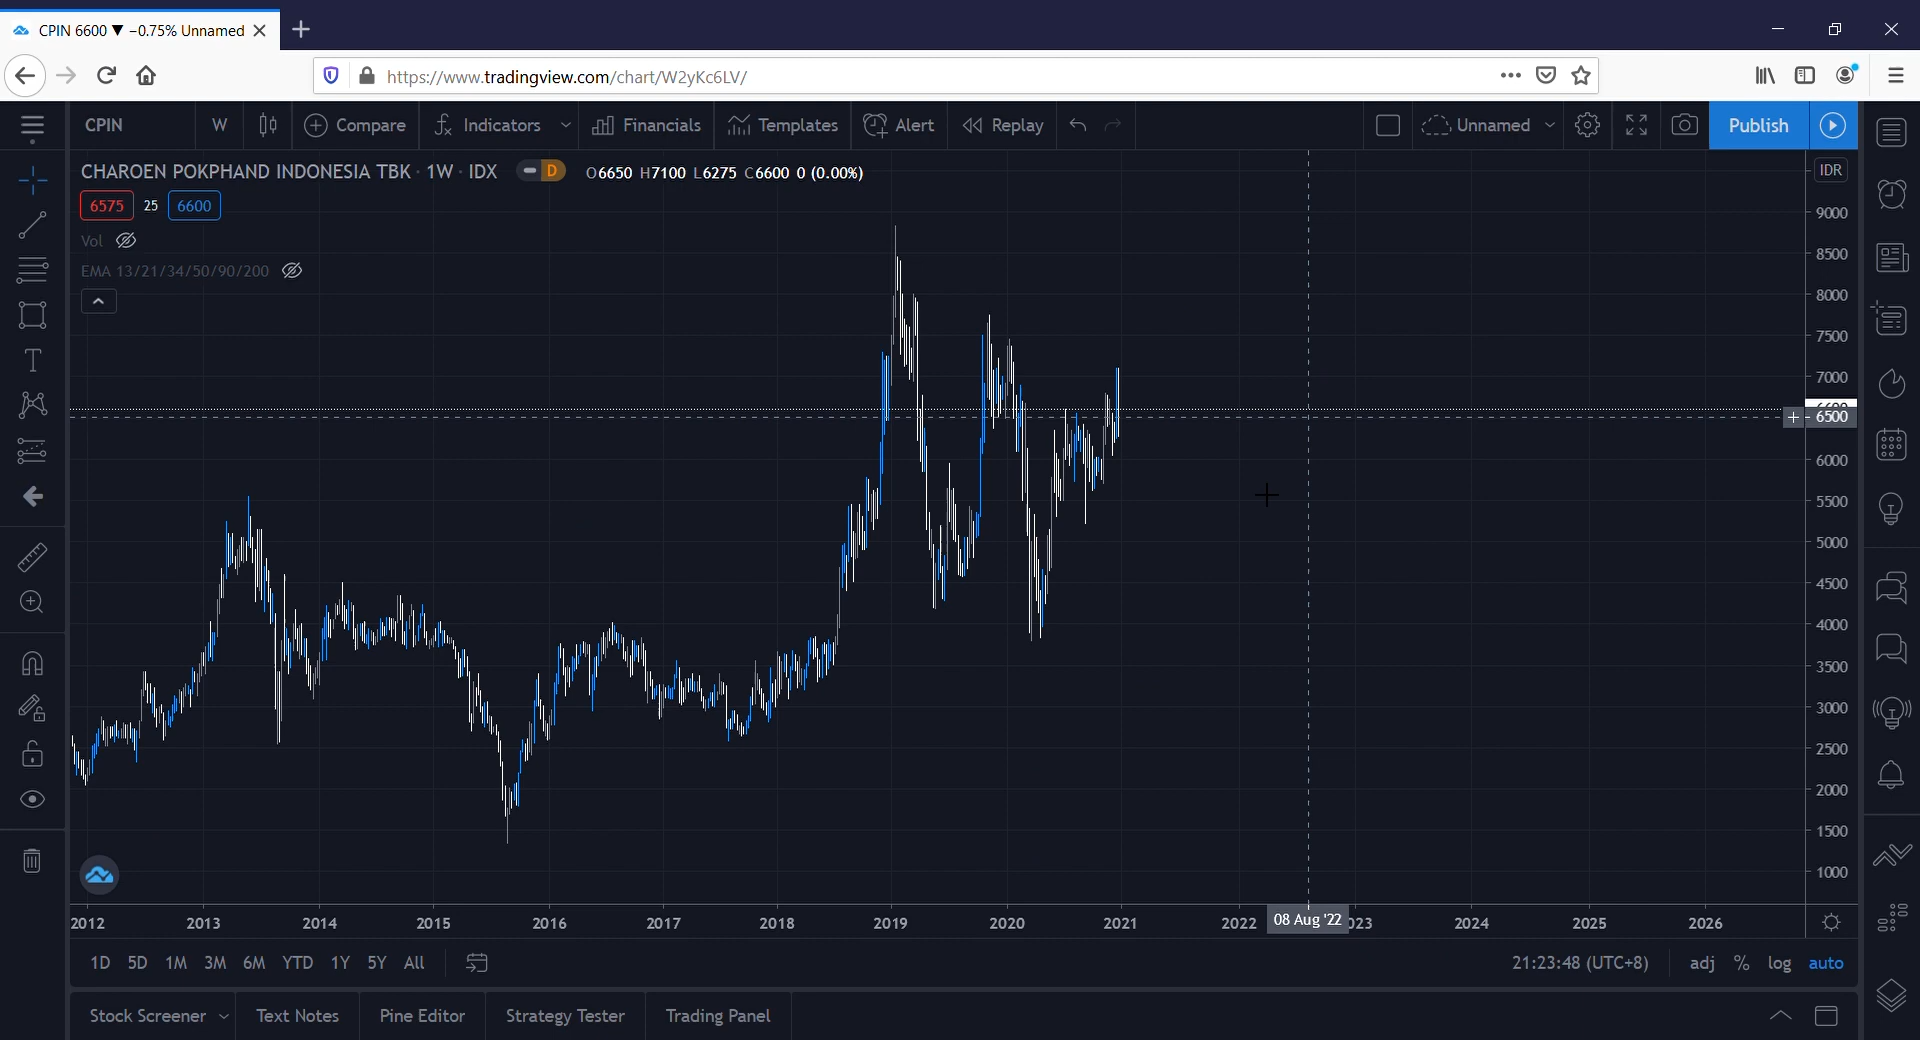 CPIN 6600 ▼ −0.75% Unnamed
https://www.tradingview.com/chart/W2yKc6LV/
CPIN W Compare Indicators Financials Templates Alert Replay Unnamed Publish
CHAROEN POKPHAND INDONESIA TBK · 1W · IDX D O6650 H7100 L6275 C6600 0 (0.00%) IDR
6575 25 6600
Vol
EMA 13/21/34/50/90/200
9000
8500
8000
7500
7000
6500
6000
5500
5000
4500
4000
3500
3000
2500
2000
1500
1000
2012 2013 2014 2015 2016 2017 2018 2019 2020 2021 2022 08 Aug '22 2024 2025 2026
1D 5D 1M 3M 6M YTD 1Y 5Y All 21:23:48 (UTC+8) adj % log auto
Stock Screener Text Notes Pine Editor Strategy Tester Trading Panel